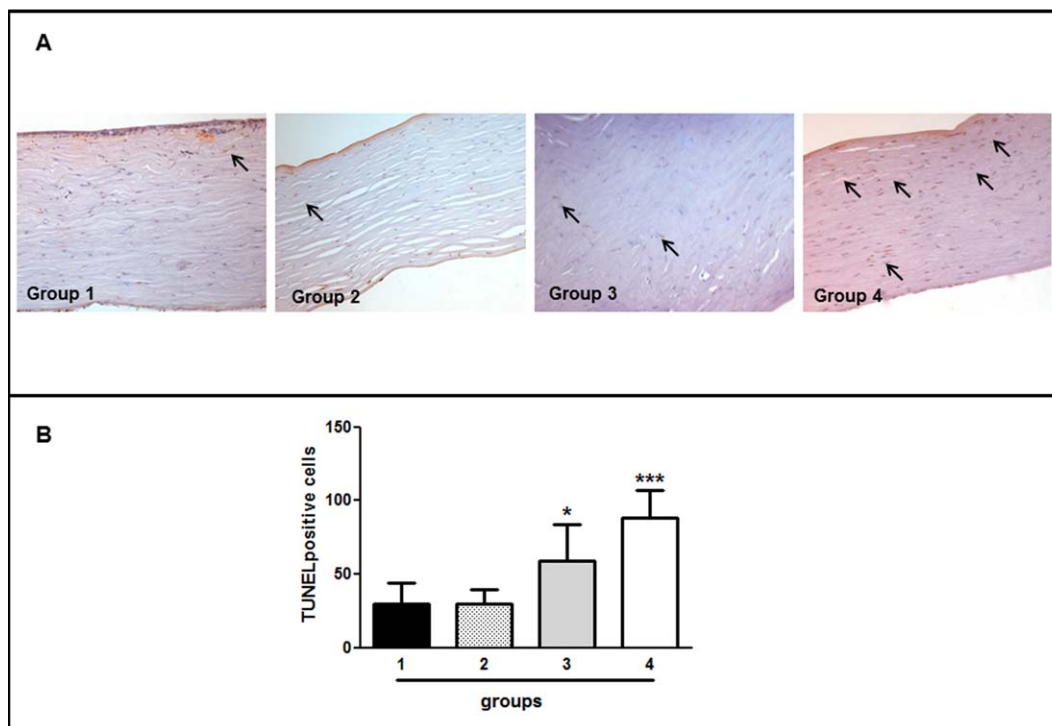 A
Group 1
Group 2
Group 3
Group 4
B
150
100
50
0
TUNELpositive cells
*
***
1 2 3 4
groups